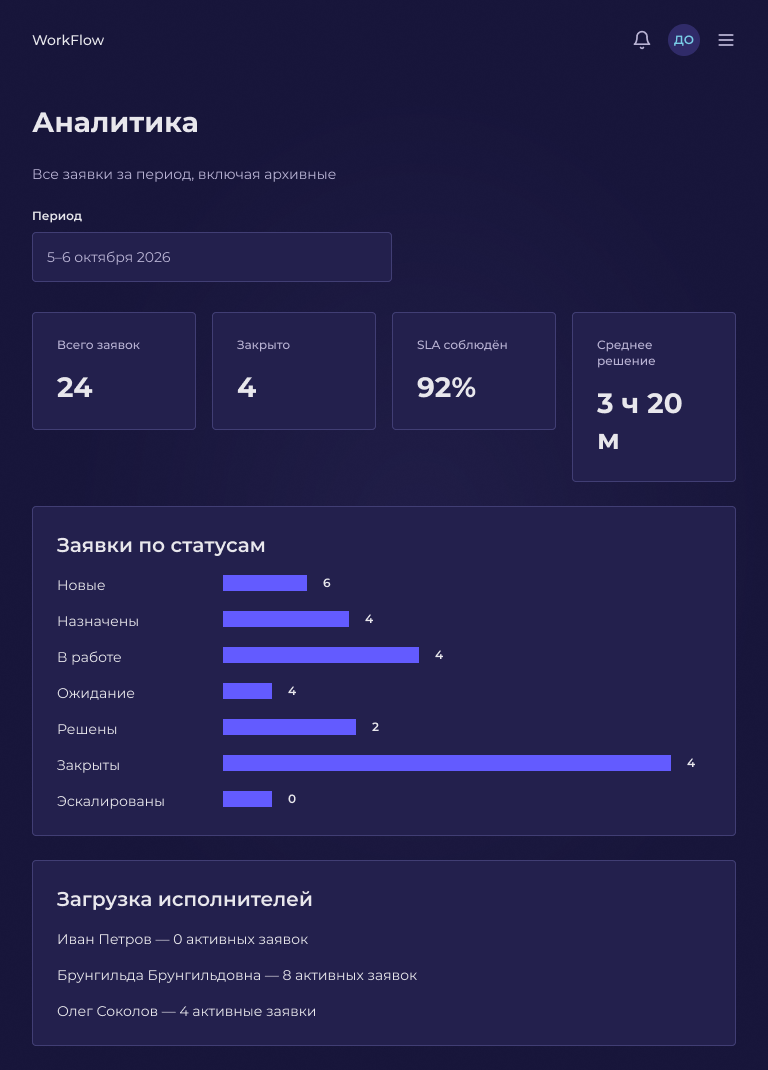 WorkFlow
ДО
Аналитика
Все заявки за период, включая архивные
Период
5–6 октября 2026
Всего заявок
24
Закрыто
4
SLA соблюдён
92%
Среднее
решение
3 ч 20
м
Заявки по статусам
Новые 6
Назначены 4
В работе 4
Ожидание 4
Решены 2
Закрыты 4
Эскалированы 0
Загрузка исполнителей
Иван Петров — 0 активных заявок
Брунгильда Брунгильдовна — 8 активных заявок
Олег Соколов — 4 активные заявки